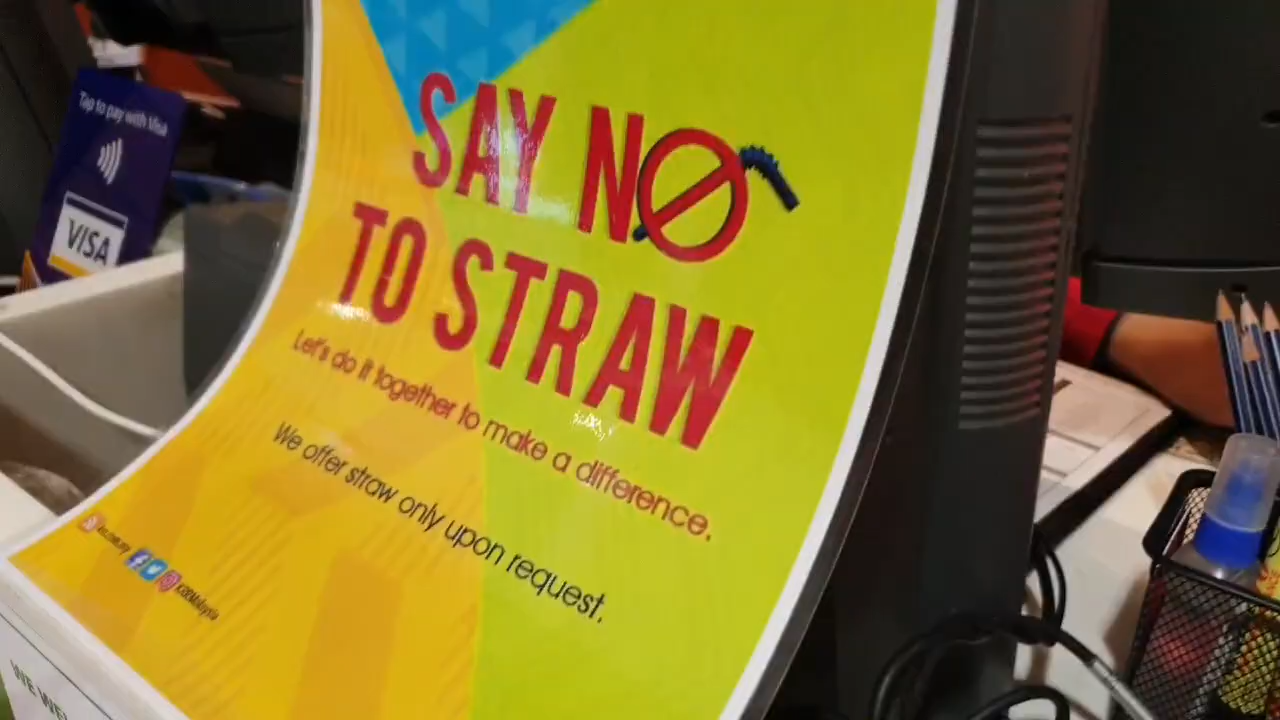 Tap to pay with Visa
VISA
SAY NO
TO STRAW
Let's do it together to make a difference.
We offer straw only upon request.